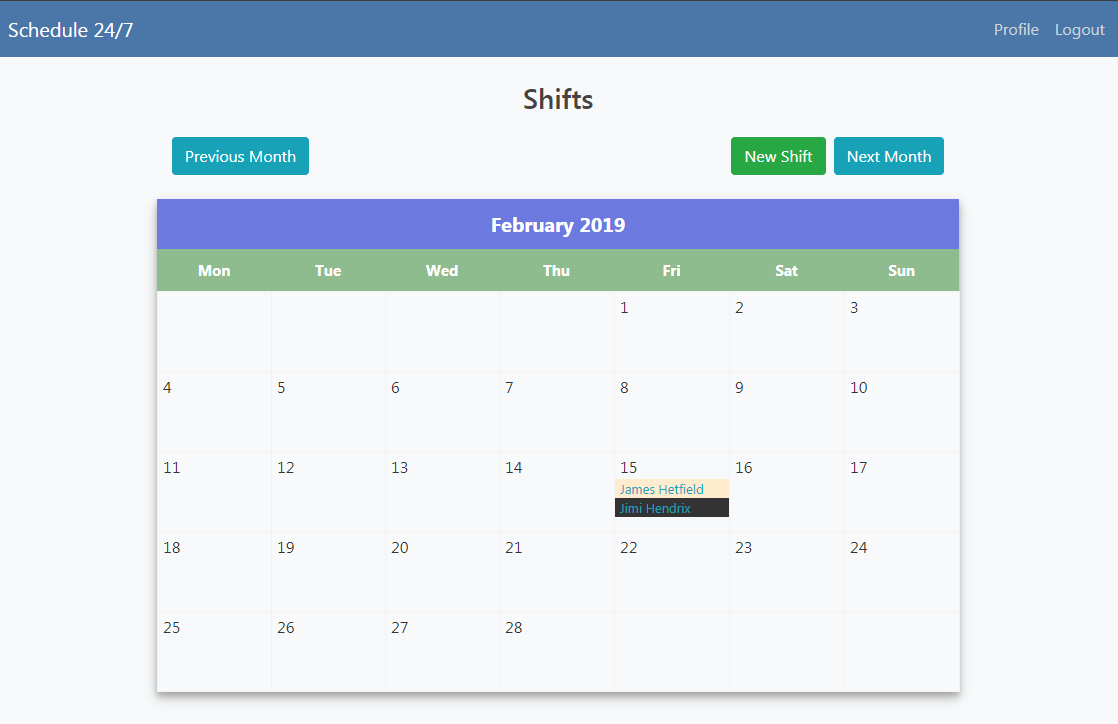 Schedule 24/7 Profile Logout
Shifts
Previous Month New Shift Next Month
February 2019
Mon Tue Wed Thu Fri Sat Sun
1 2 3
4 5 6 7 8 9 10
11 12 13 14 15 16 17
James Hetfield
Jimi Hendrix
18 19 20 21 22 23 24
25 26 27 28